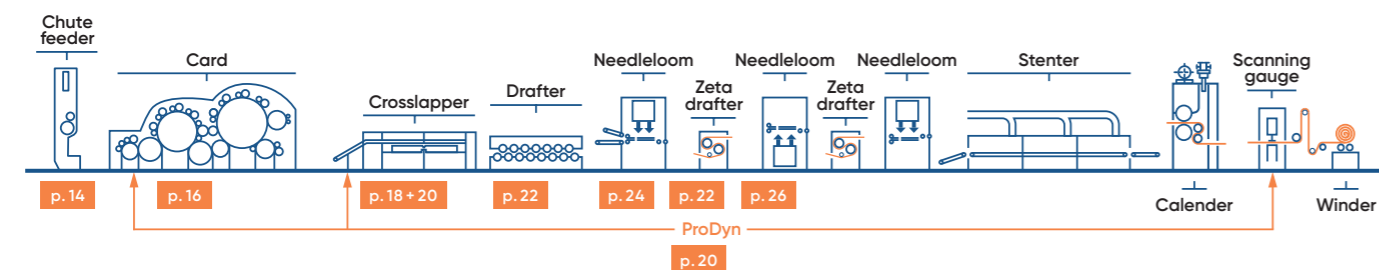 Chute
feeder
Card
Crosslapper
Drafter
Needleloom
Zeta
drafter
Needleloom
Zeta
drafter
Needleloom
Stenter
Scanning
gauge
p. 14
p. 16
p. 18 + 20
p. 22
p. 24
p. 22
p. 26
Calender
Winder
ProDyn
p. 20